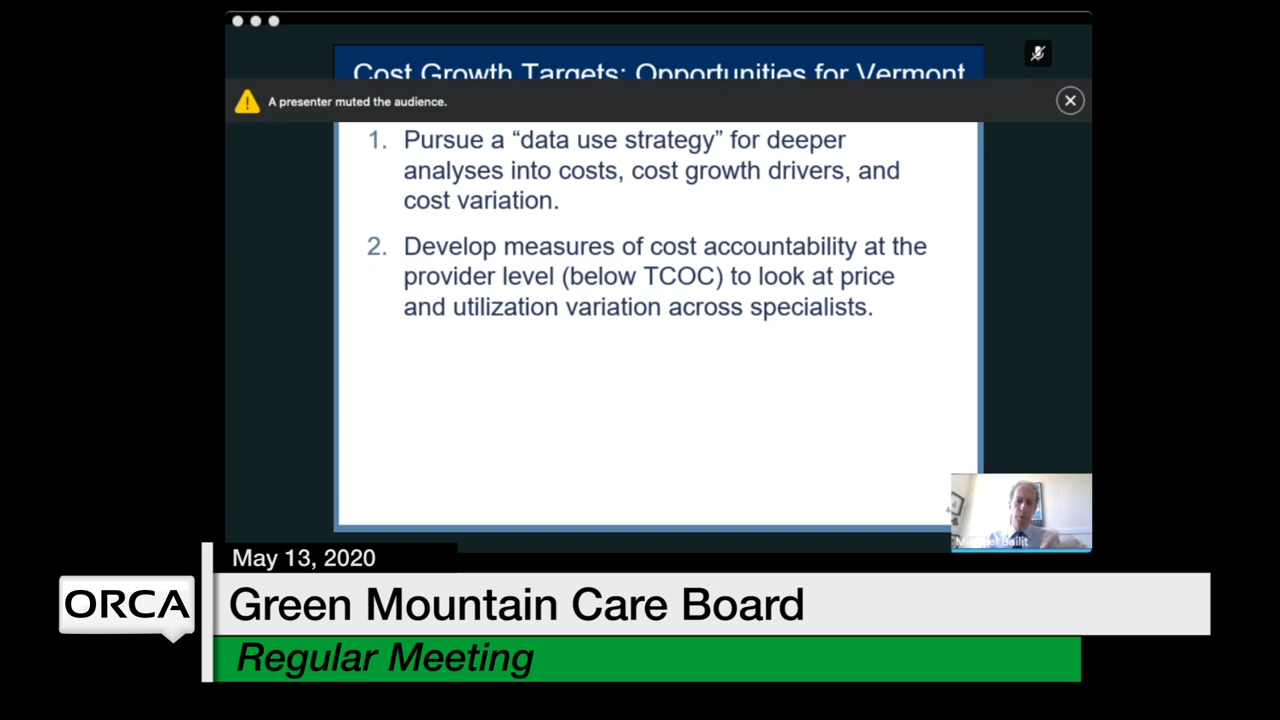 Cost Growth Targets: Opportunities for Vermont
A presenter muted the audience.
1. Pursue a “data use strategy” for deeper
analyses into costs, cost growth drivers, and
cost variation.
2. Develop measures of cost accountability at the
provider level (below TCOC) to look at price
and utilization variation across specialists.
Bailit
May 13, 2020
ORCA
Green Mountain Care Board
Regular Meeting